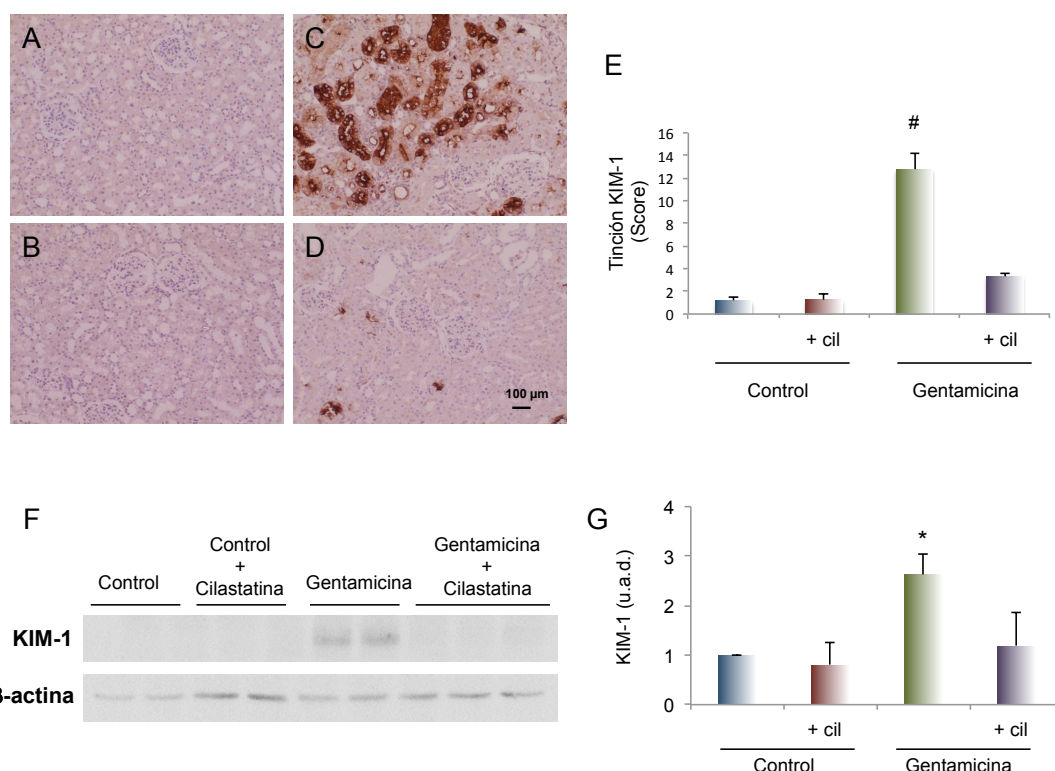 A
C
B
D
100 µm
E
Tinción KIM-1
(Score)
16
14
12
10
8
6
4
2
0
#
+ cil
+ cil
Control
Gentamicina
F
Control
Control
+
Cilastatina
Gentamicina
Gentamicina
+
Cilastatina
KIM-1
β-actina
G
KIM-1 (u.a.d.)
4
3
2
1
0
*
+ cil
+ cil
Control
Gentamicina